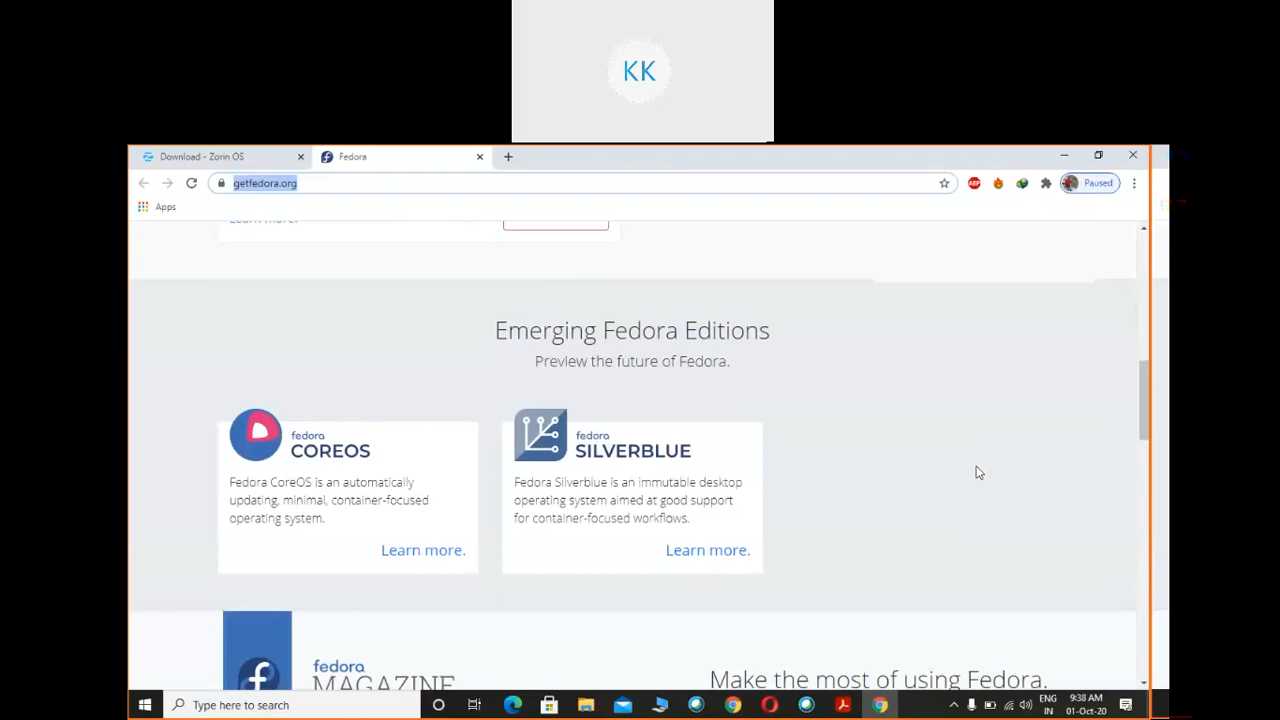 KK
Download - Zorin OS
Fedora
getfedora.org
ABP
Paused
Apps
Emerging Fedora Editions
Preview the future of Fedora.
fedora
COREOS
Fedora CoreOS is an automatically
updating, minimal, container-focused
operating system.
Learn more.
fedora
SILVERBLUE
Fedora Silverblue is an immutable desktop
operating system aimed at good support
for container-focused workflows.
Learn more.
fedora
MAGAZINE
Make the most of using Fedora.
Type here to search
ENG
IN
9:38 AM
01-Oct-20